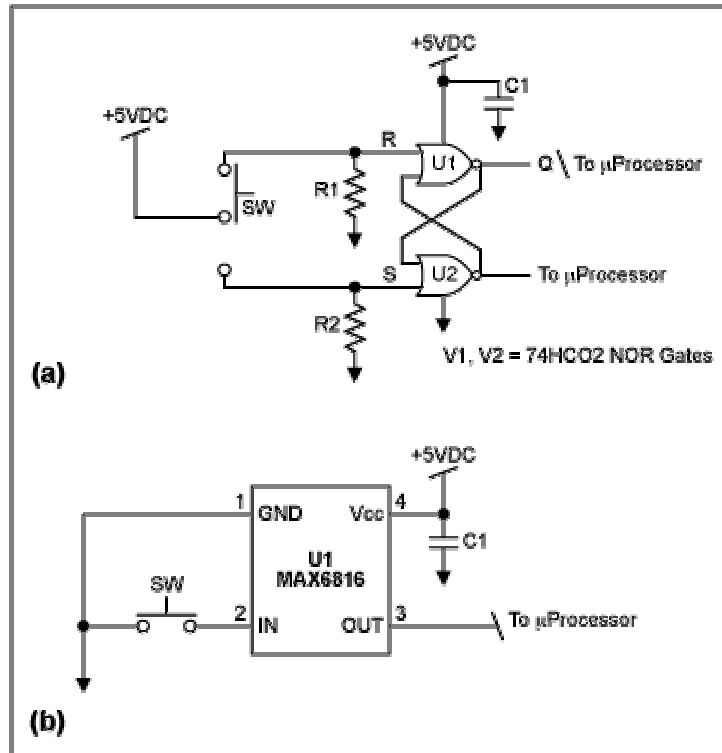 +5VDC
C1
+5VDC
R
U1
Q \ To µProcessor
R1
SW
S
U2
To µProcessor
R2
V1, V2 = 74HCO2 NOR Gates
(a)
+5VDC
1
GND
Vcc
4
C1
U1
MAX6816
SW
2
IN
OUT
3
To µProcessor
(b)